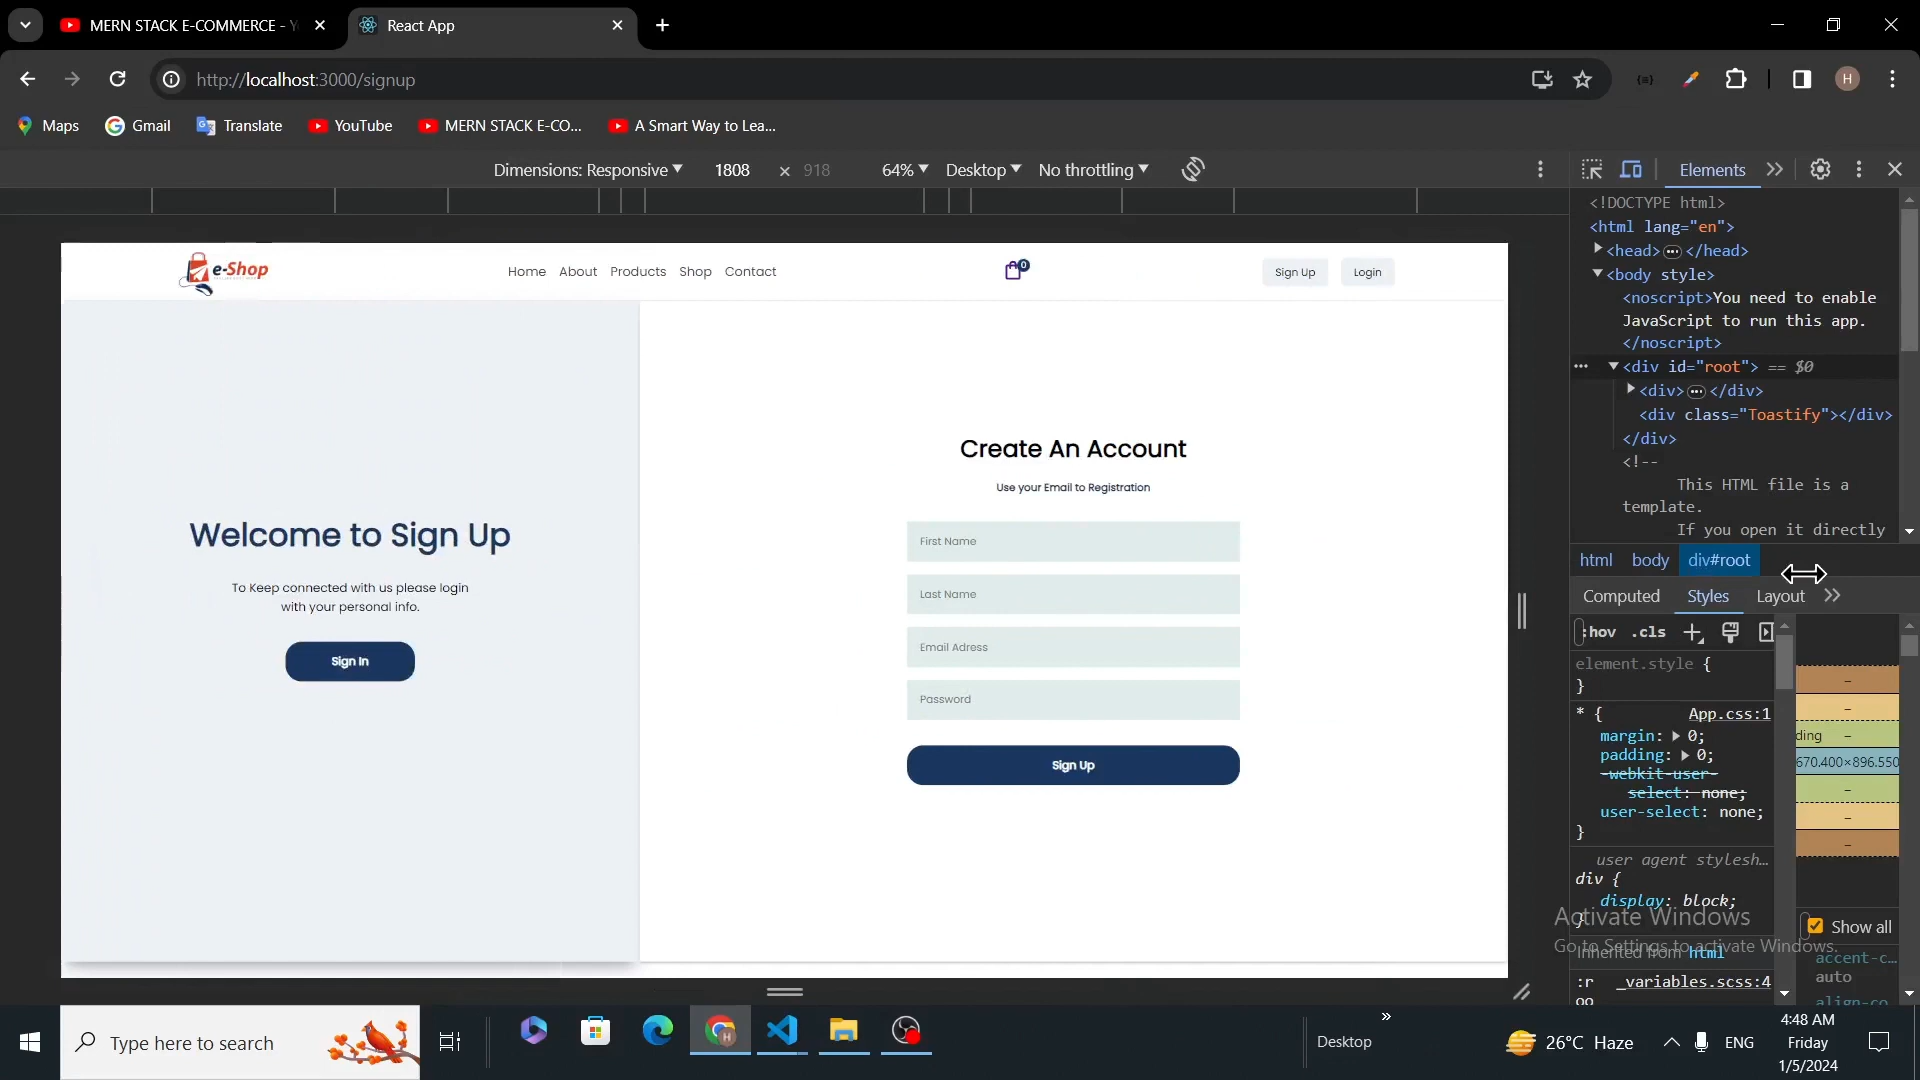 MERN STACK E-COMMERCE - Y
React App
http://localhost:3000/signup
H
Maps
Gmail
Translate
YouTube
MERN STACK E-CO...
A Smart Way to Lea...
Dimensions: Responsive
1808 × 918
64%
Desktop
No throttling
Elements
e-Shop
Home
About
Products
Shop
Contact
0
Sign Up
Login
Welcome to Sign Up
To Keep connected with us please login
with your personal info.
Sign In
Create An Account
Use your Email to Registration
First Name
Last Name
Email Adress
Password
Sign Up
<!DOCTYPE html>
<html lang="en">
<head>…</head>
<body style>
<noscript>You need to enable
JavaScript to run this app.
</noscript>
<div id="root"> == $0
<div>…</div>
<div class="Toastify"></div>
</div>
<!--
This HTML file is a
template.
If you open it directly
html
body
div#root
Computed
Styles
Layout
:hov
.cls
element.style {
}
* {
App.css:1
margin: 0;
padding: 0;
-webkit-user-
select: none;
user-select: none;
}
user agent stylesh...
div {
display: block;
}
Inherited from html
:r
oo
_variables.scss:4
ding
670.400×896.550
Show all
accent-c...
auto
align-co
Activate Windows
Go to Settings to activate Windows.
Type here to search
Desktop
26°C Haze
ENG
4:48 AM
Friday
1/5/2024